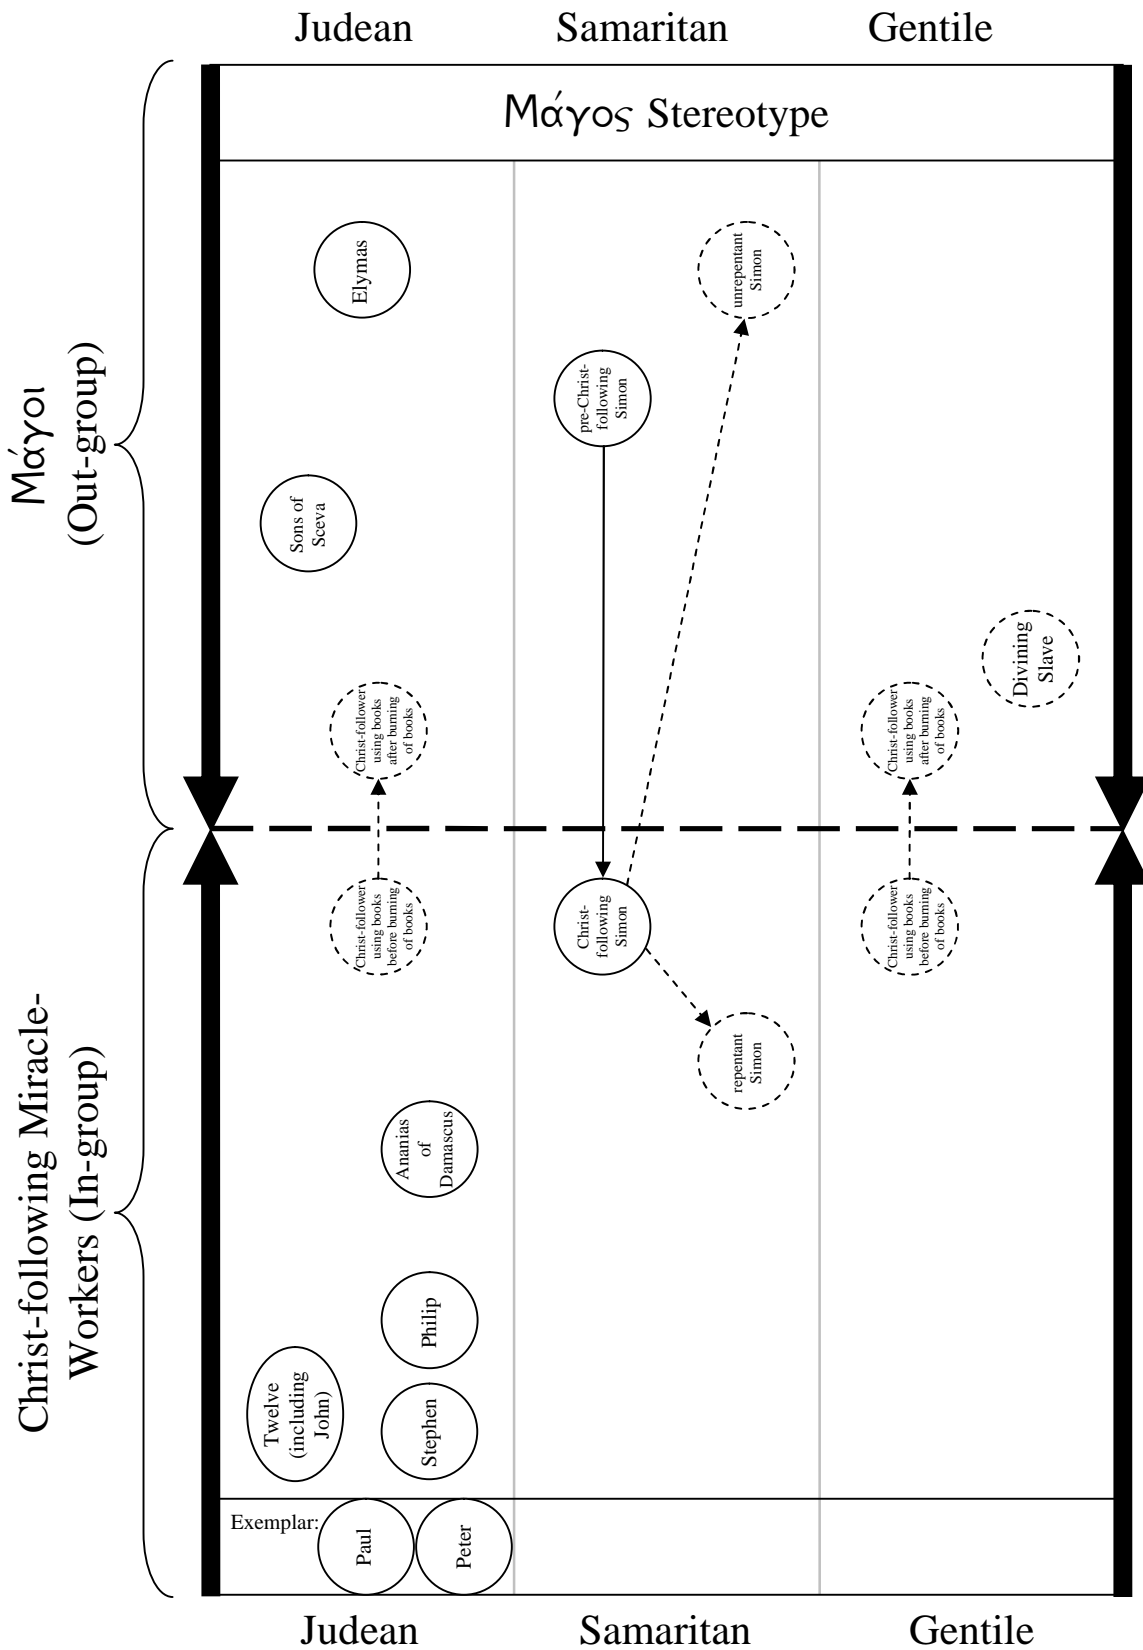 Judean
Samaritan
Gentile
Μάγος Stereotype
Μάγοι
(Out-group)
Elymas
unrepentant
Simon
pre-Christ-
following
Simon
Sons of
Sceva
Divining
Slave
Christ-follower
using books
after burning
of books
Christ-follower
using books
after burning
of books
Christ-following Miracle-
Workers (In-group)
Christ-follower
using books
before burning
of books
Christ-
following
Simon
Christ-follower
using books
before burning
of books
repentant
Simon
Ananias
of
Damascus
Philip
Twelve
(including
John)
Stephen
Exemplar:
Paul
Peter
Judean
Samaritan
Gentile